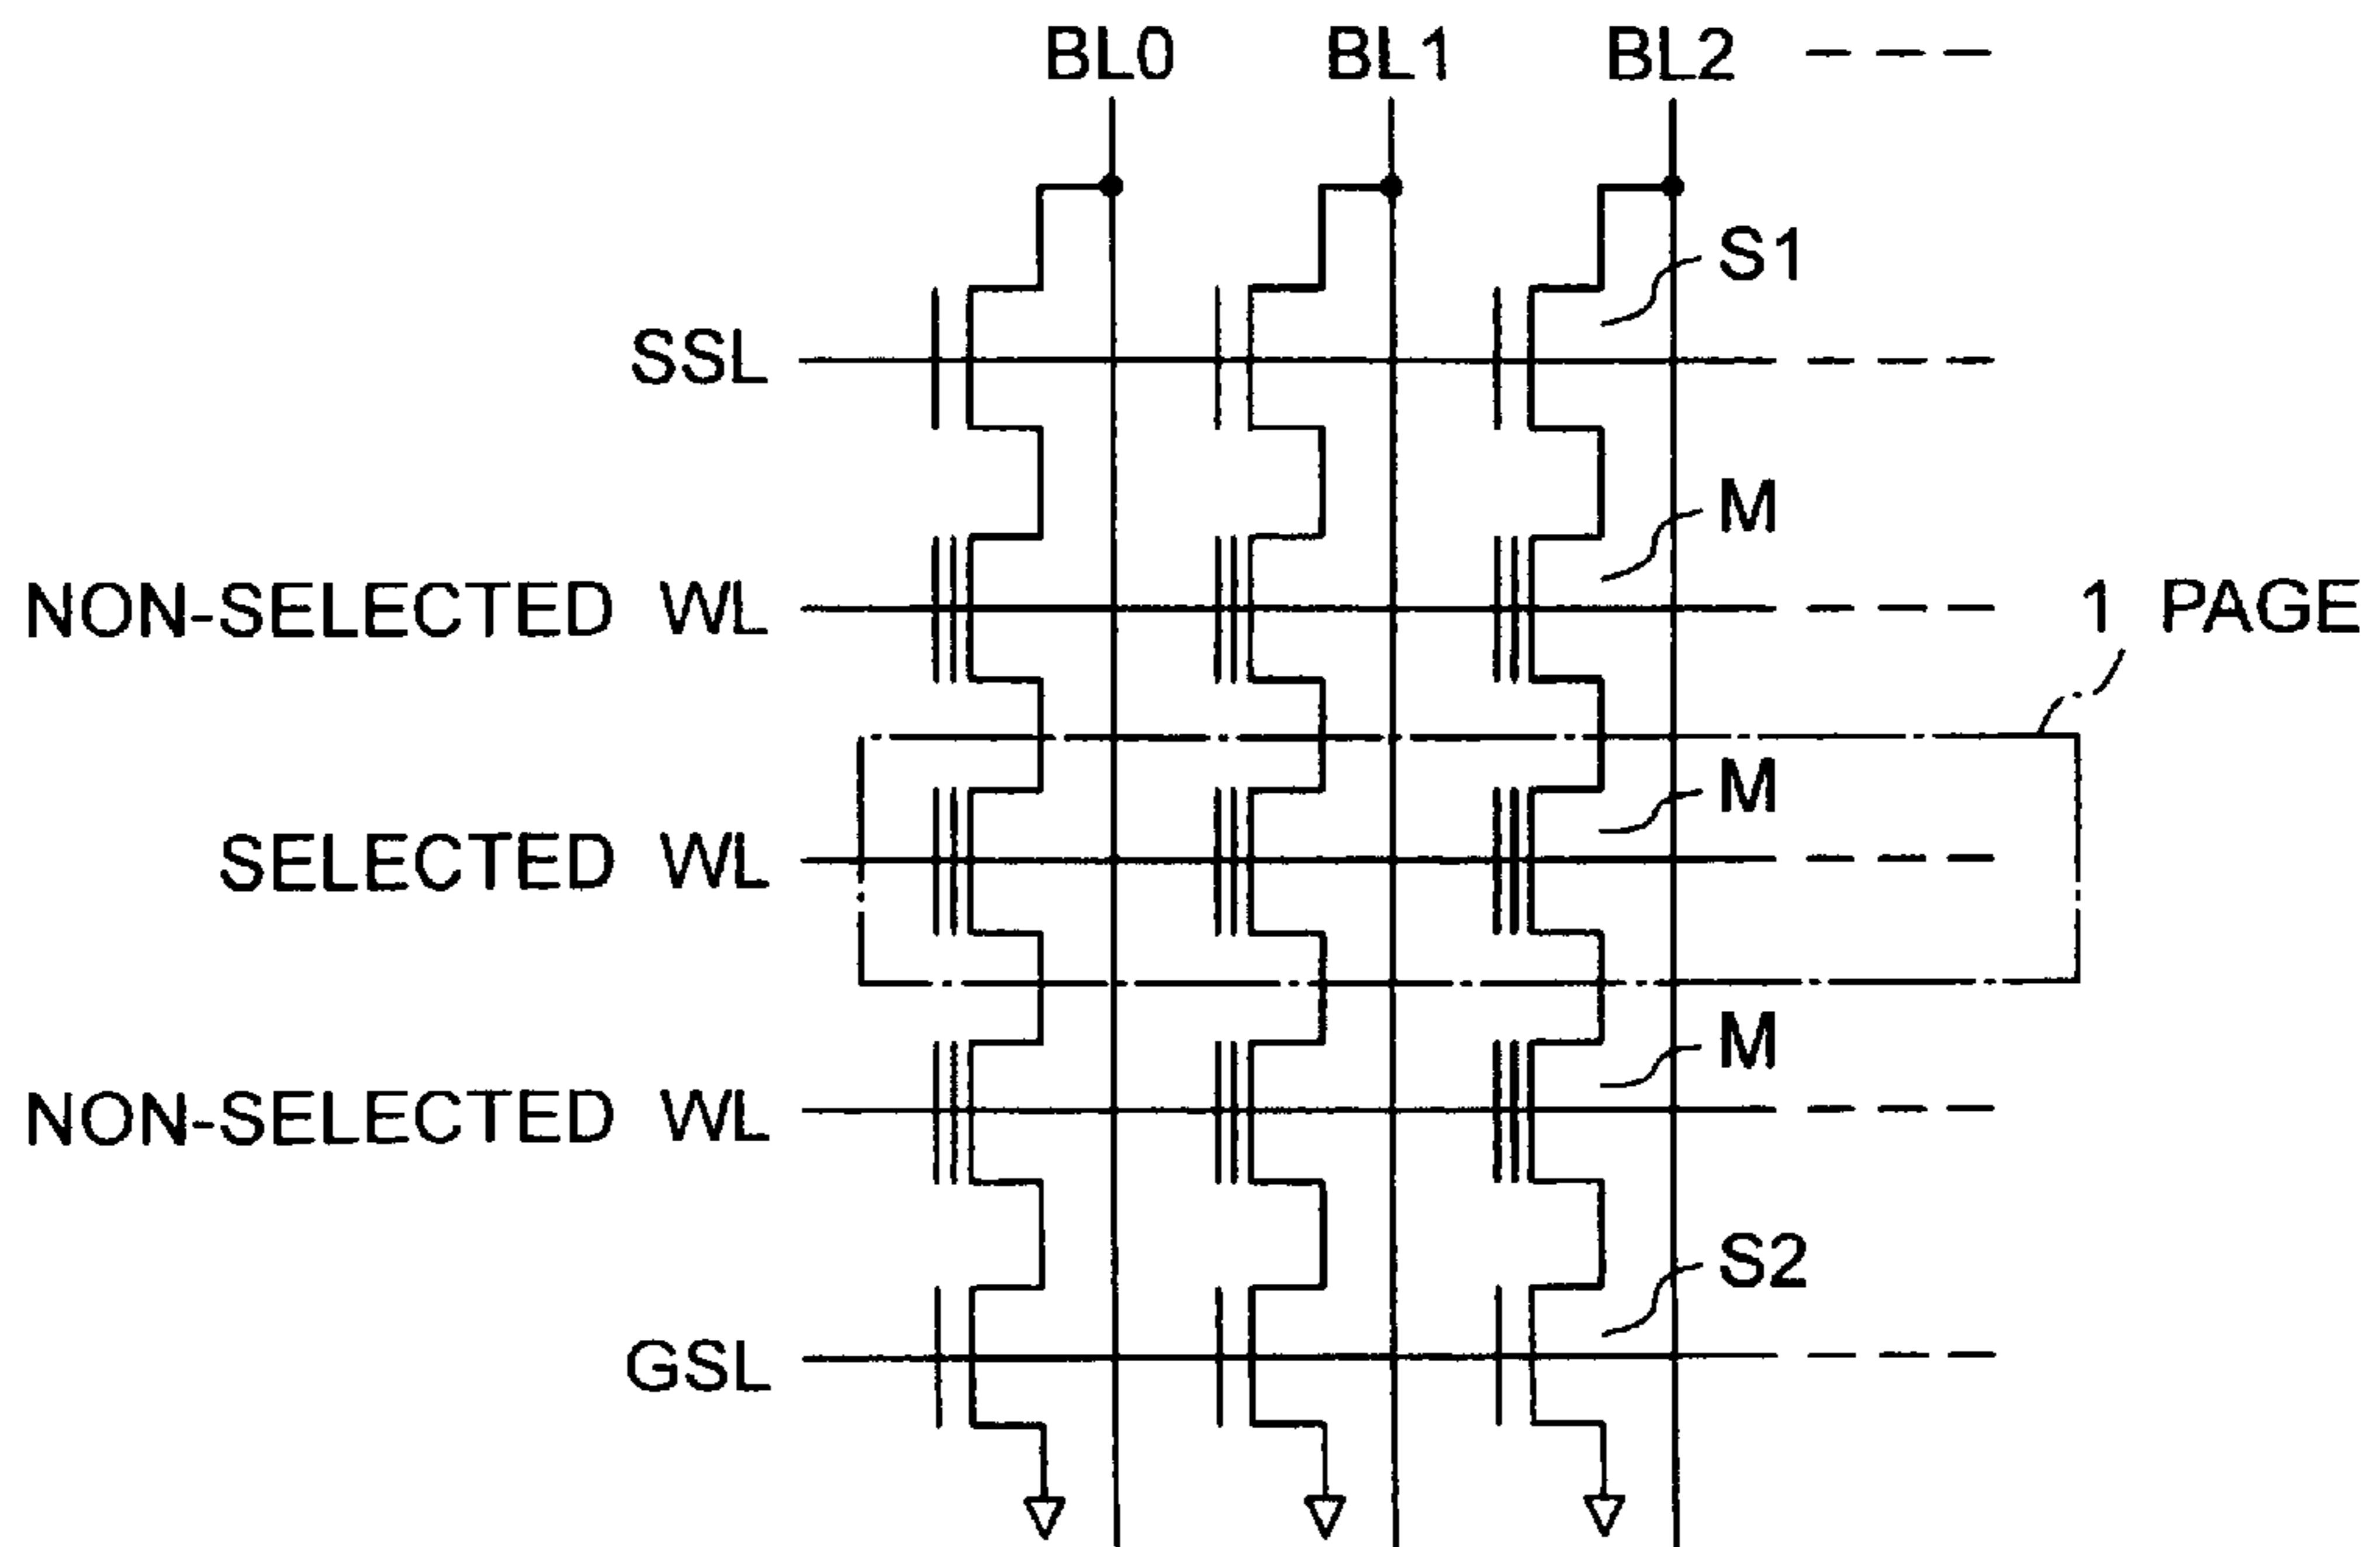 BL0 BL1 BL2
S1
SSL
M
NON-SELECTED WL
1 PAGE
M
SELECTED WL
M
NON-SELECTED WL
S2
GSL